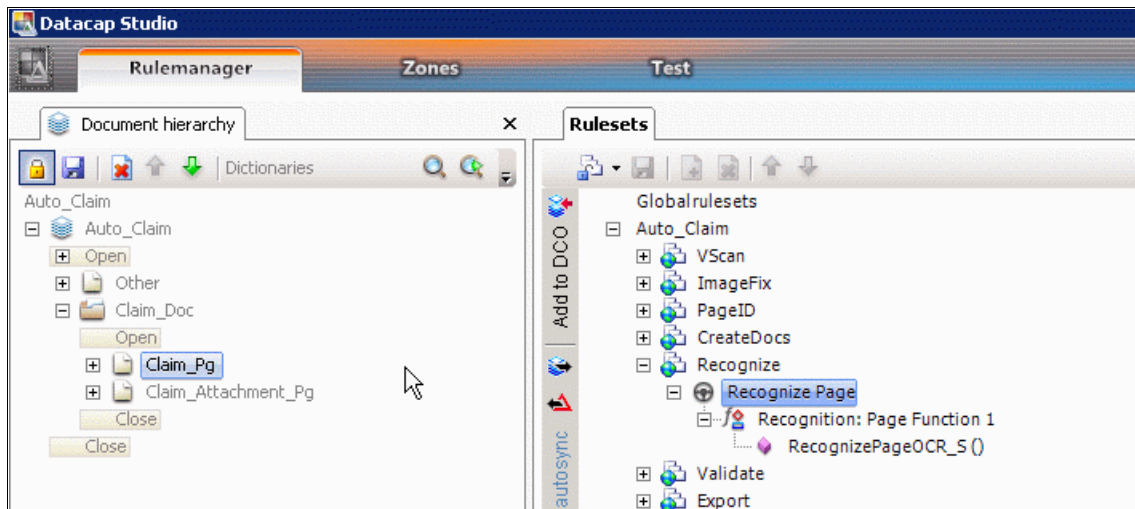 Datacap Studio
Rulemanager Zones Test
Document hierarchy
Dictionaries
Auto_Claim
Auto_Claim
Open
Other
Claim_Doc
Open
Claim_Pg
Claim_Attachment_Pg
Close
Close
Rulesets
Add to DCO
autosync
Globalrulesets
Auto_Claim
VScan
ImageFix
PageID
CreateDocs
Recognize
Recognize Page
Recognition: Page Function 1
RecognizePageOCR_S ()
Validate
Export